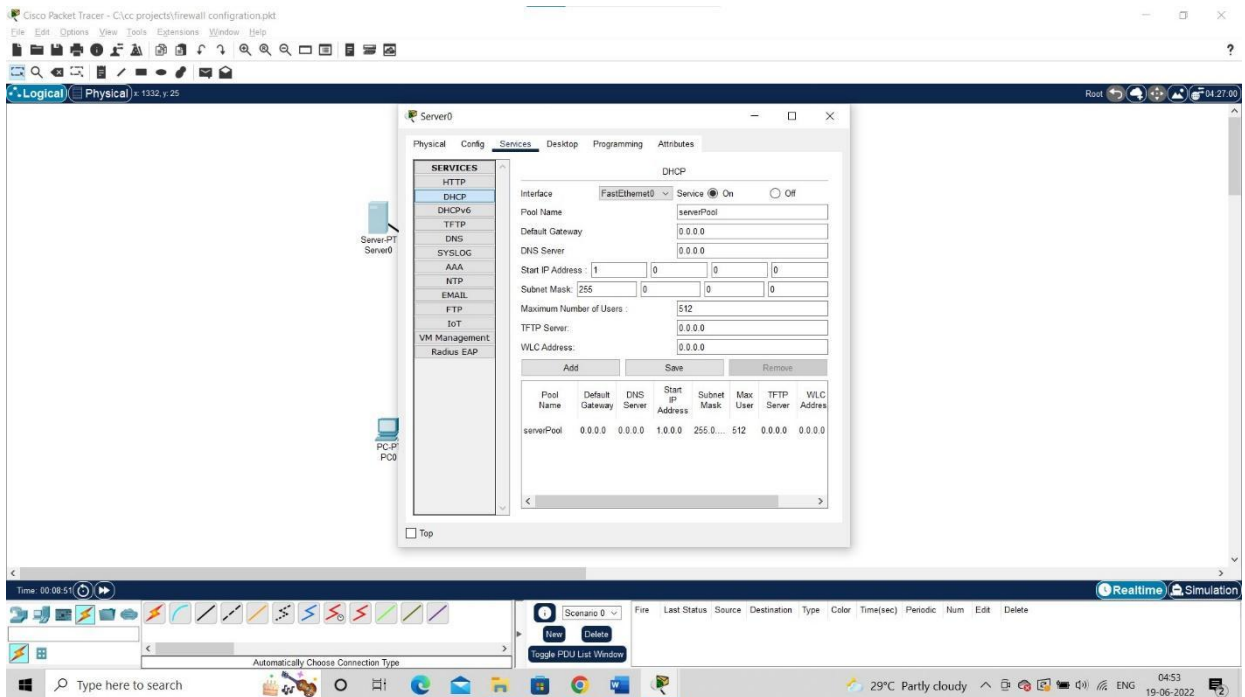 Cisco Packet Tracer - C:\cc projects\firewall configration.pkt
File Edit Options View Tools Extensions Window Help
?
Logical Physical x: 1332, y: 25 Root 04:27:00
Server0
Physical Config Services Desktop Programming Attributes
SERVICES
HTTP
DHCP
DHCPv6
TFTP
DNS
SYSLOG
AAA
NTP
EMAIL
FTP
IoT
VM Management
Radius EAP
DHCP
Interface FastEthernet0 Service On Off
Pool Name serverPool
Default Gateway 0.0.0.0
DNS Server 0.0.0.0
Start IP Address : 1 0 0 0
Subnet Mask: 255 0 0 0
Maximum Number of Users : 512
TFTP Server: 0.0.0.0
WLC Address: 0.0.0.0
Add Save Remove
Pool Name Default Gateway DNS Server Start IP Address Subnet Mask Max User TFTP Server WLC Addres
serverPool 0.0.0.0 0.0.0.0 1.0.0.0 255.0.... 512 0.0.0.0 0.0.0.0
Top
Server-PT
Server0
PC-P
PC0
Time: 00:08:51 Realtime Simulation
Scenario 0 Fire Last Status Source Destination Type Color Time(sec) Periodic Num Edit Delete
New Delete
Toggle PDU List Window
Automatically Choose Connection Type
Type here to search
29°C Partly cloudy ENG 04:53
19-06-2022